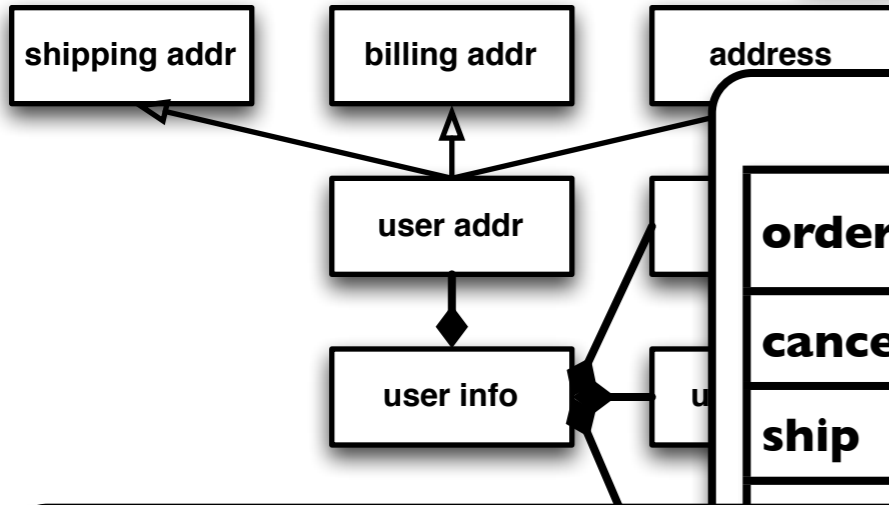 shipping addr
billing addr
address
user addr
order
user info
cance
ship